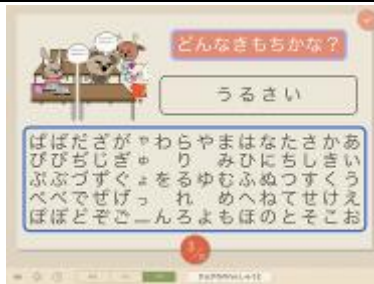 どんなきもちかな？
うるさい
ぱばだざがゃわらやまはなたさかあ
ぴびぢじぎゅ り みひにちしきい
ぷぶづずぐょをるゆむふぬつすくう
ぺべでぜげっ れ めへねてせけえ
ぽぼどぞごーんろよもほのとそこお